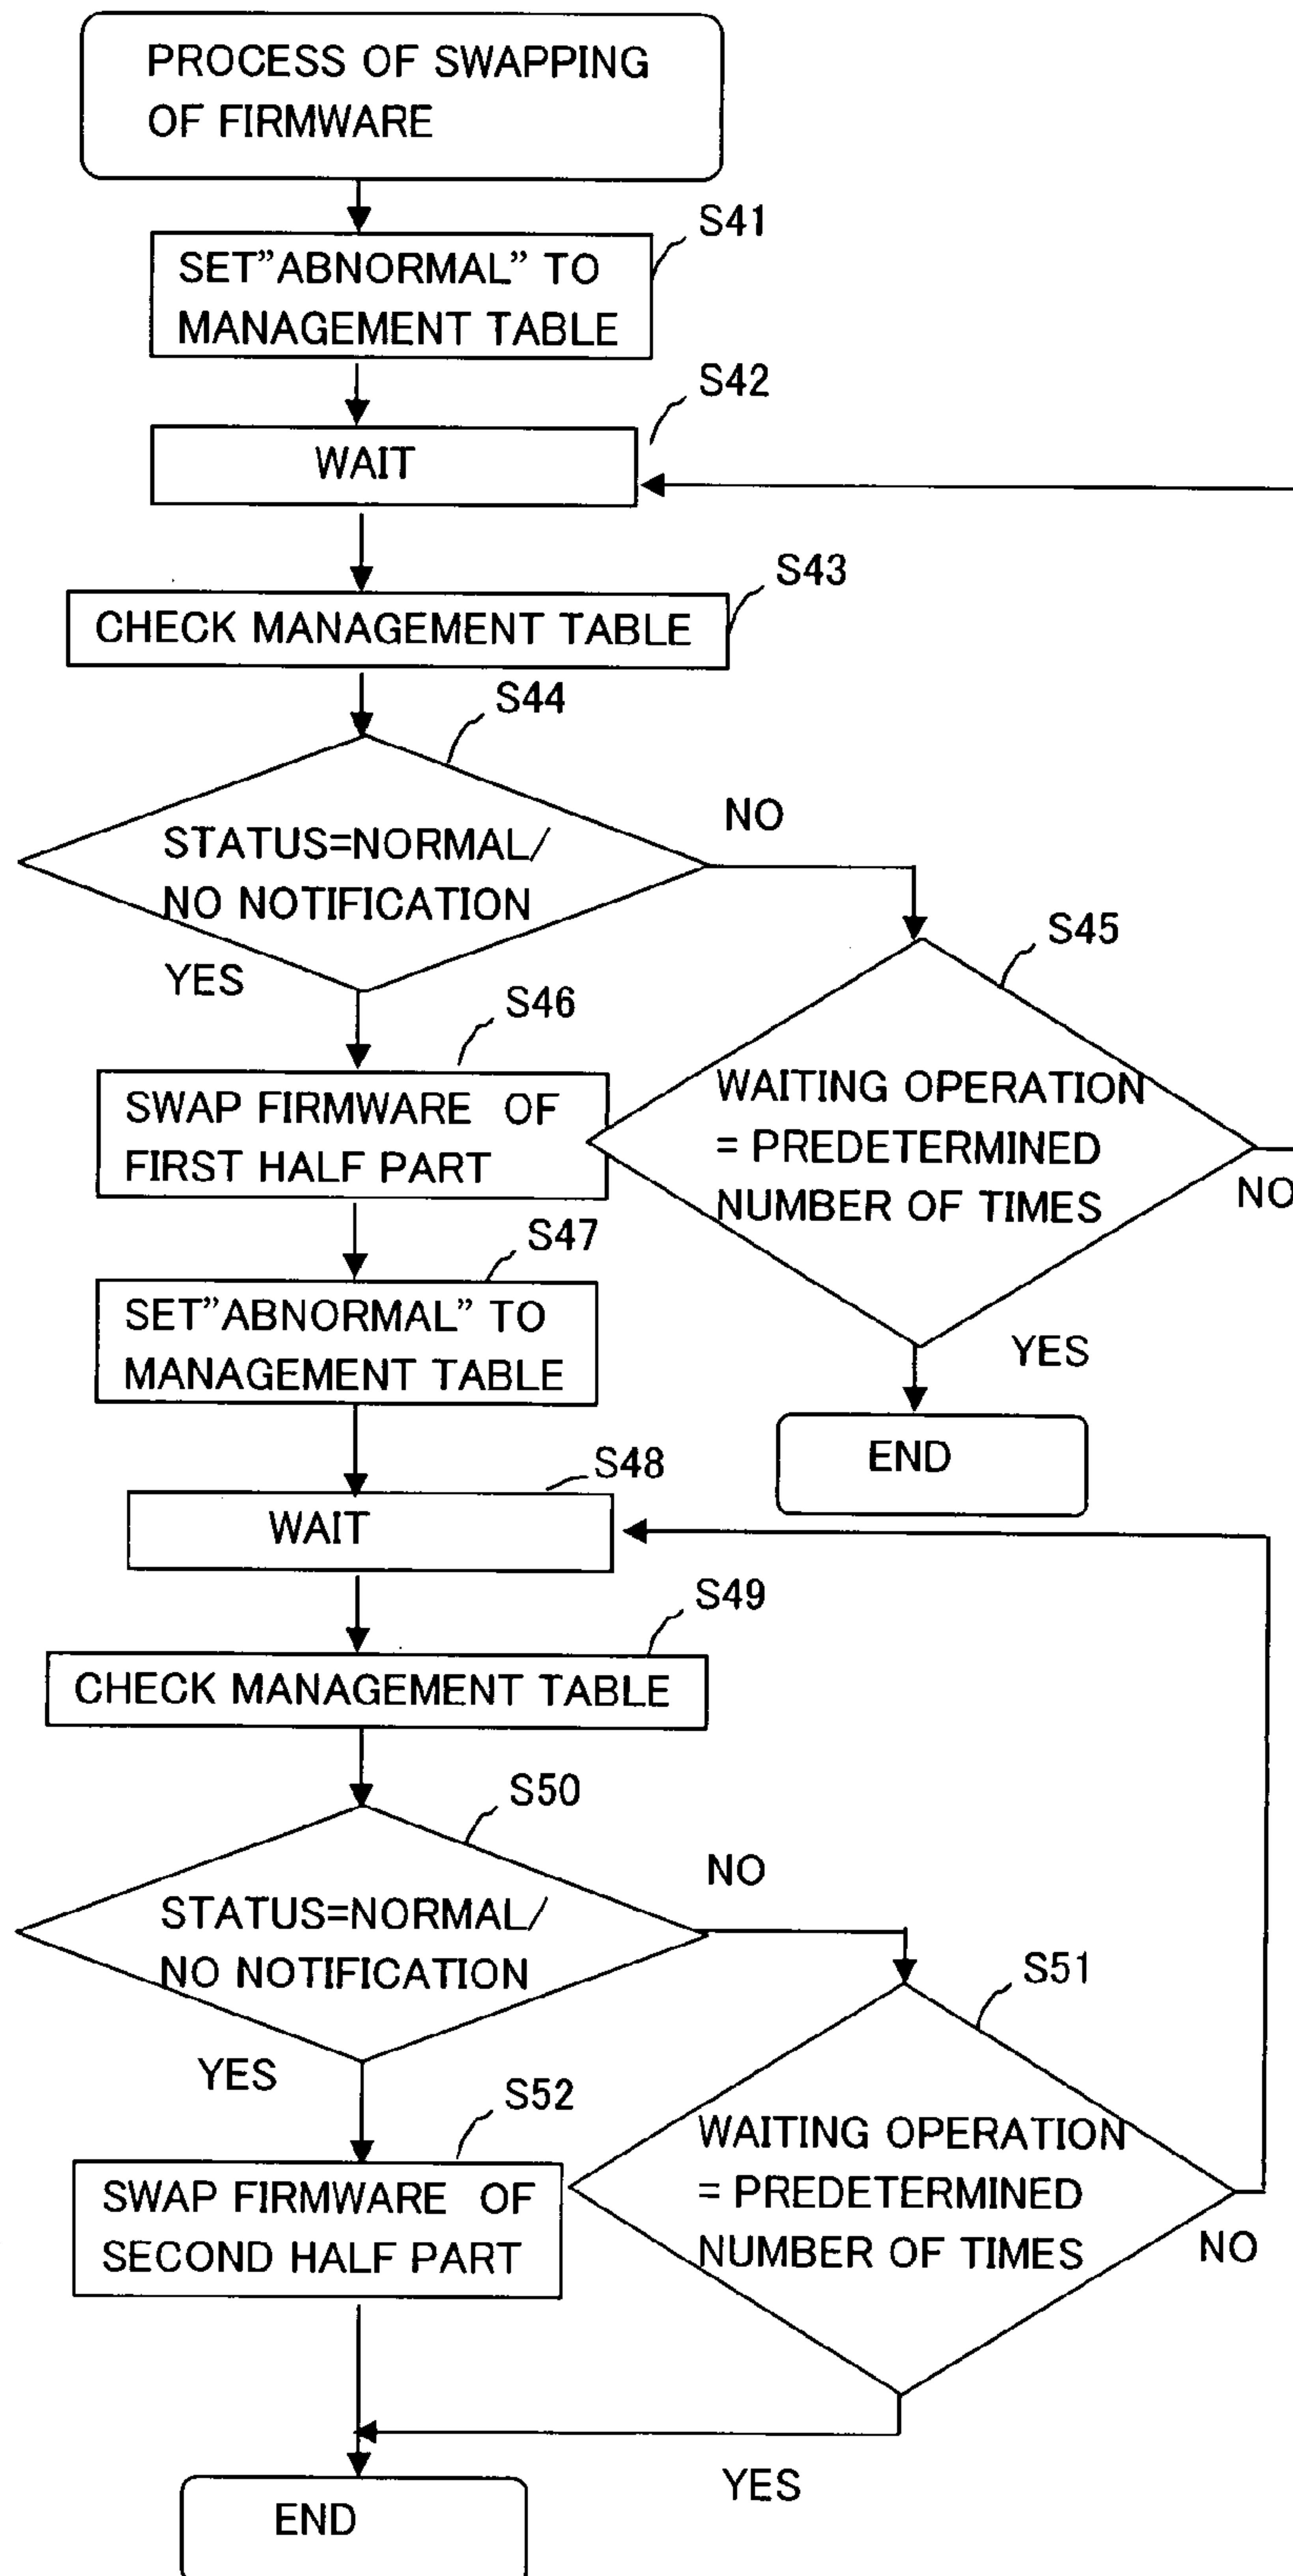 PROCESS OF SWAPPING
OF FIRMWARE
S41
SET"ABNORMAL" TO
MANAGEMENT TABLE
S42
WAIT
S43
CHECK MANAGEMENT TABLE
S44
STATUS=NORMAL/
NO NOTIFICATION
NO
YES
S45
WAITING OPERATION
= PREDETERMINED
NUMBER OF TIMES
NO
YES
END
S46
SWAP FIRMWARE OF
FIRST HALF PART
S47
SET"ABNORMAL" TO
MANAGEMENT TABLE
S48
WAIT
S49
CHECK MANAGEMENT TABLE
S50
STATUS=NORMAL/
NO NOTIFICATION
NO
YES
S51
WAITING OPERATION
= PREDETERMINED
NUMBER OF TIMES
NO
YES
S52
SWAP FIRMWARE OF
SECOND HALF PART
END